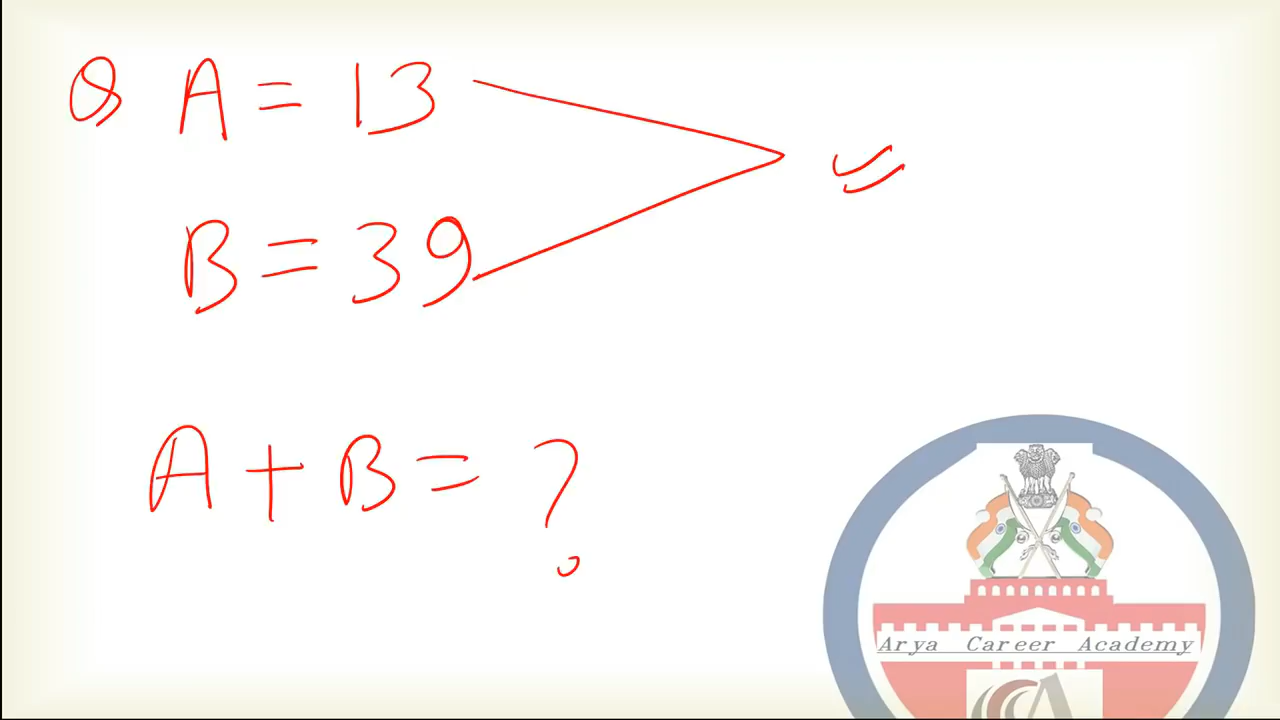 Q A = 13
B = 39
A + B = ?
Arya Career Academy